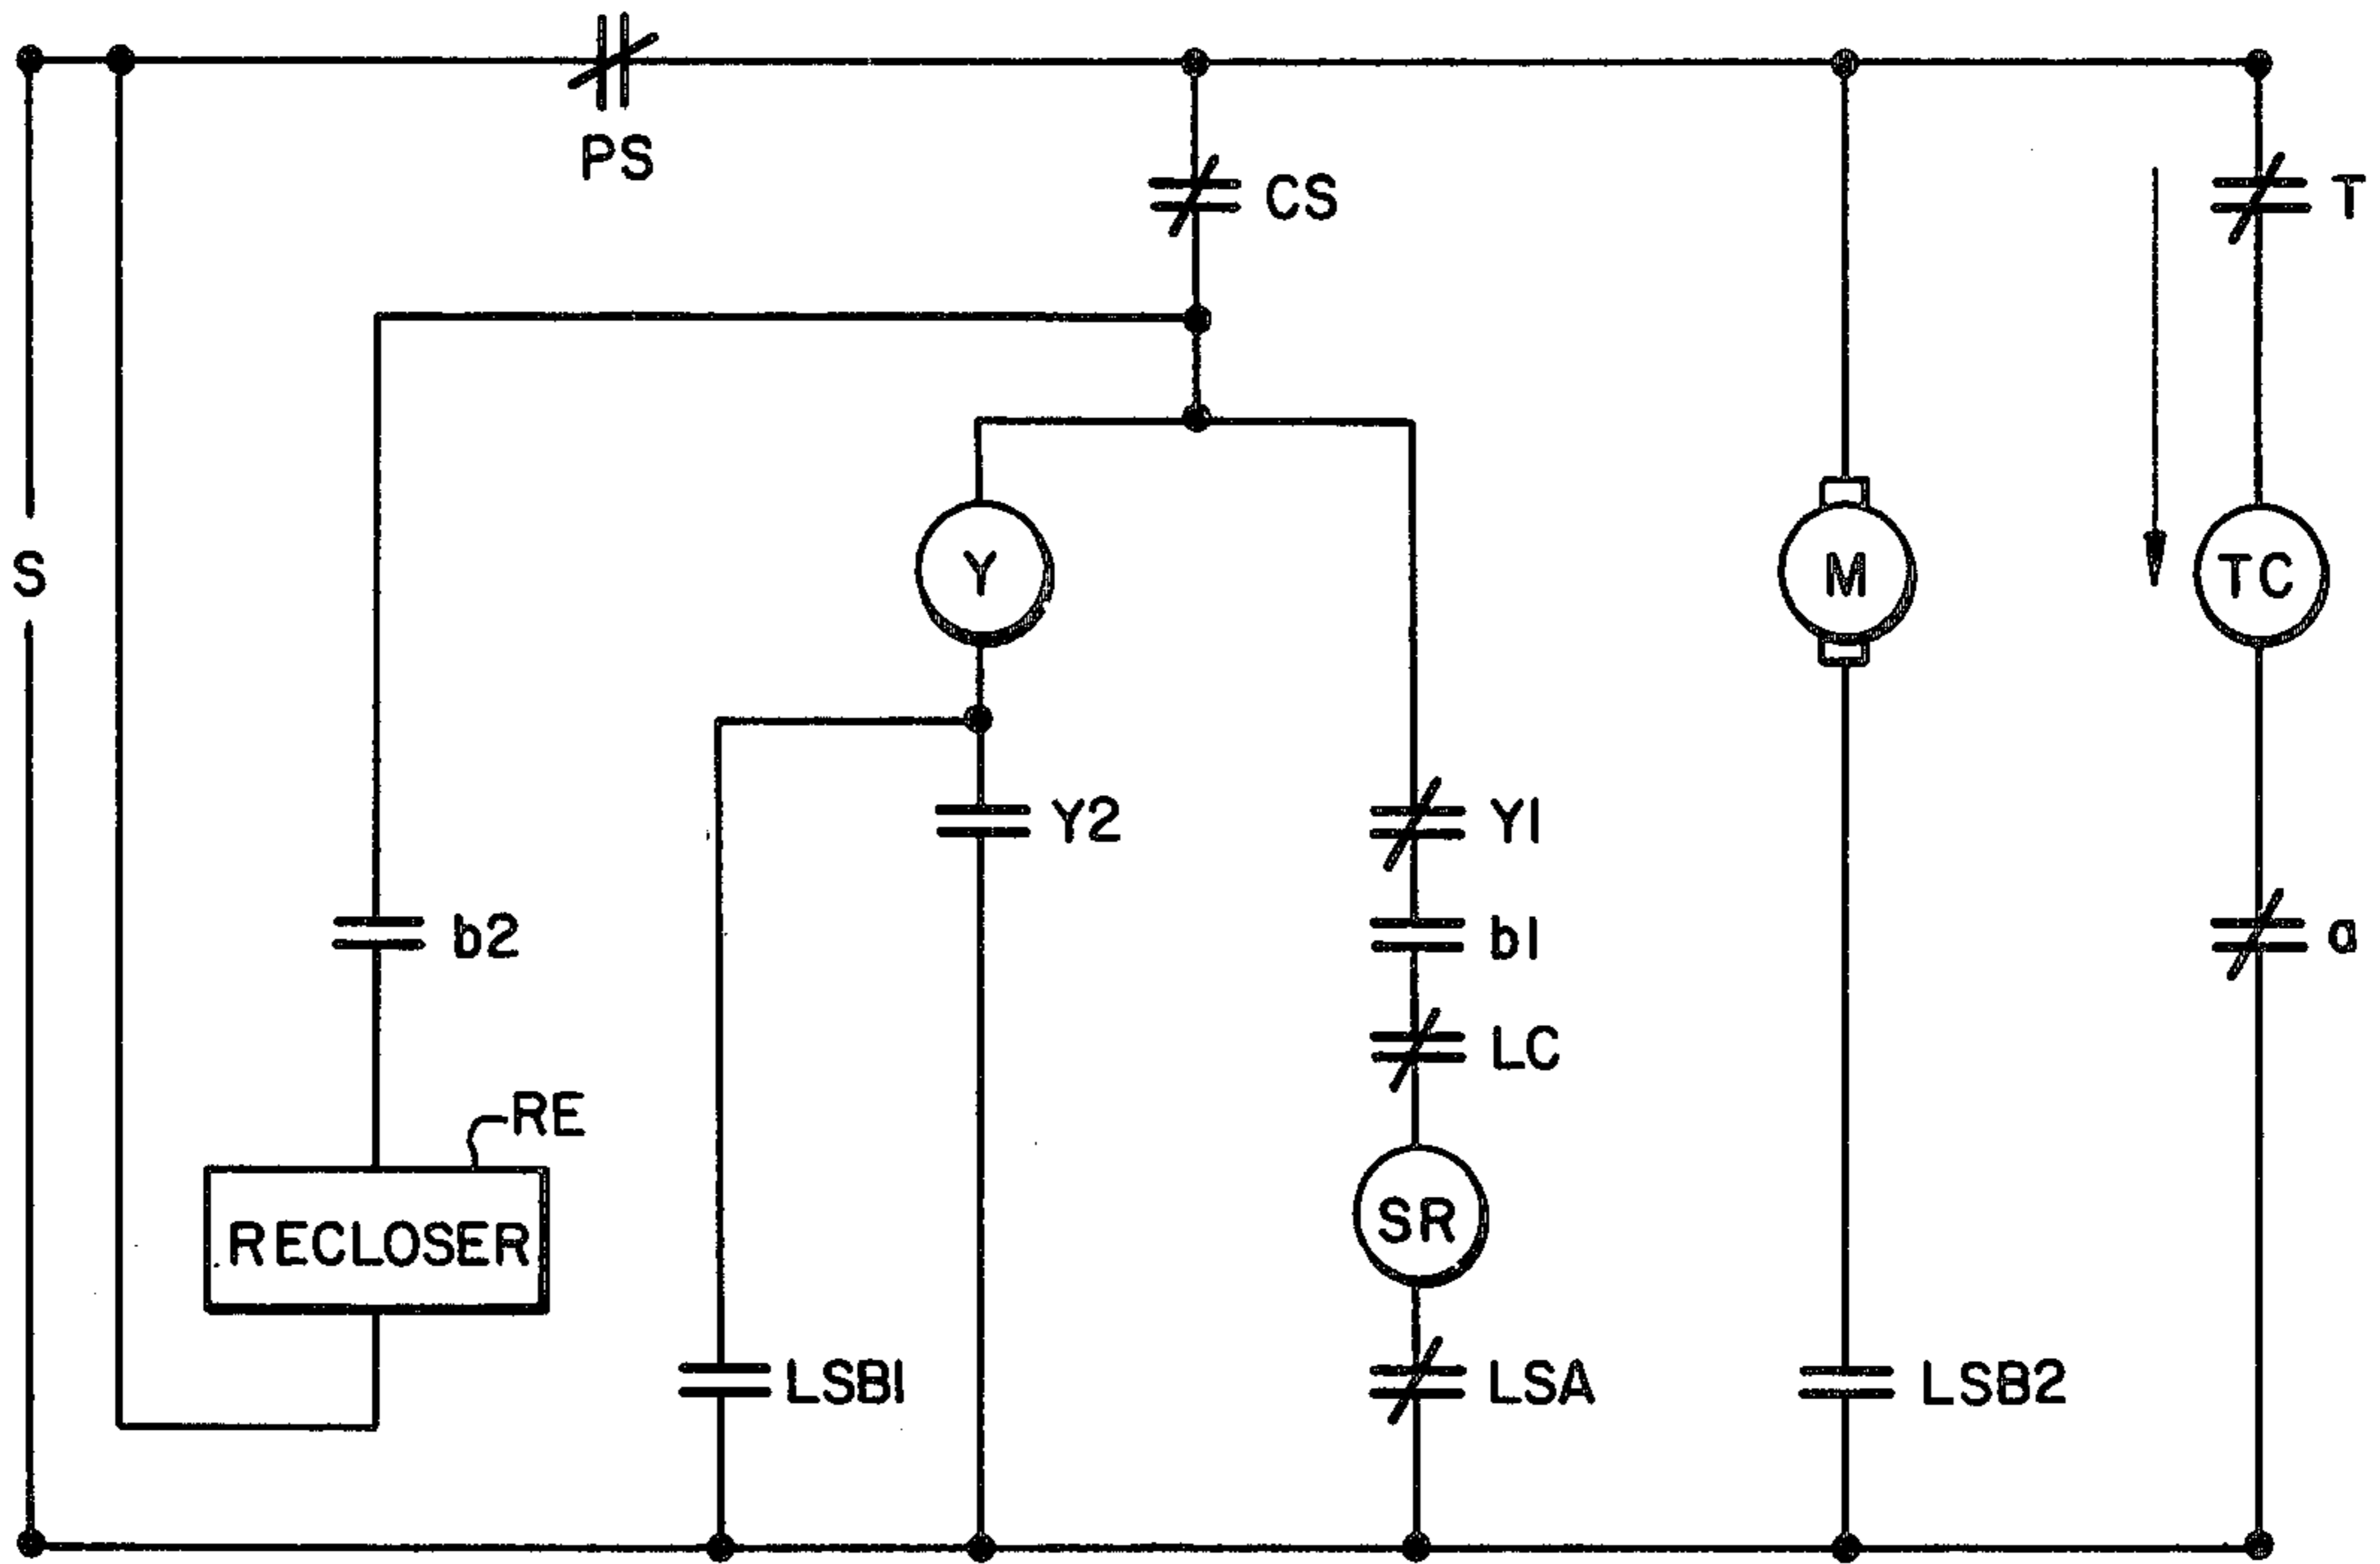 PS
CS
T
S
Y
M
TC
Y2
Y1
b2
b1
a
LC
RE
RECLOSER
SR
LSB1
LSA
LSB2